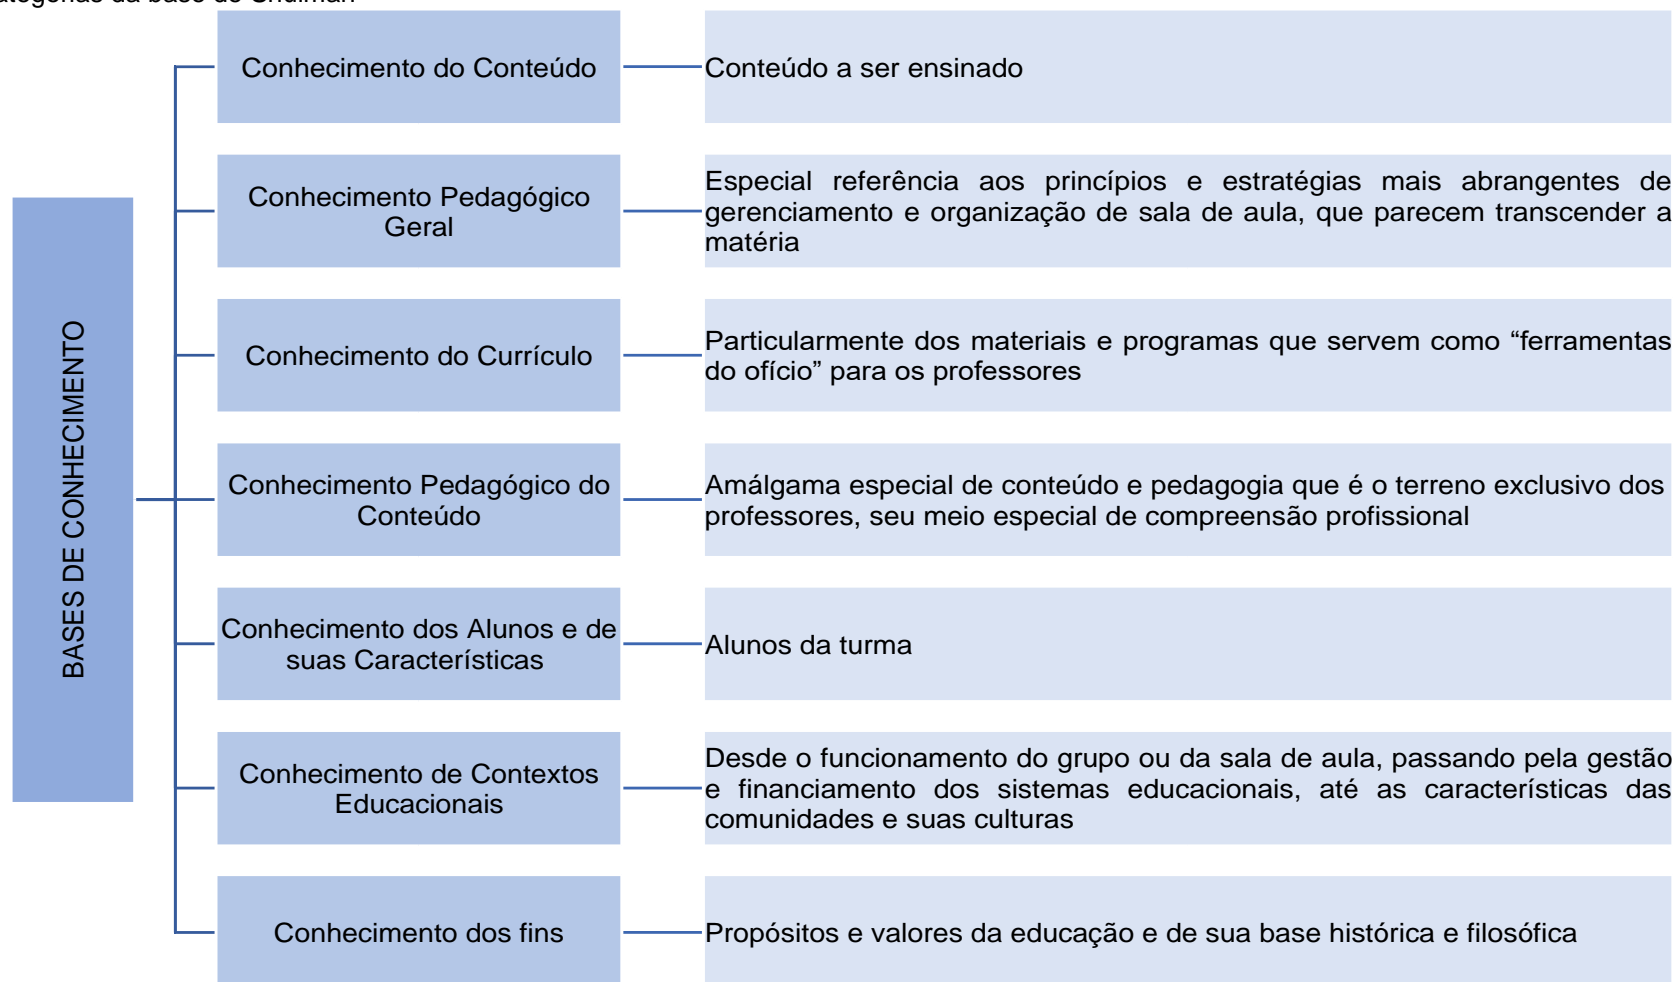 da base de Shulman
BASES DE CONHECIMENTO
Conhecimento do Conteúdo
Conteúdo a ser ensinado
Conhecimento Pedagógico
Geral
Especial referência aos princípios e estratégias mais abrangentes de
gerenciamento e organização de sala de aula, que parecem transcender a
matéria
Conhecimento do Currículo
Particularmente dos materiais e programas que servem como “ferramentas
do ofício” para os professores
Conhecimento Pedagógico do
Conteúdo
Amálgama especial de conteúdo e pedagogia que é o terreno exclusivo dos
professores, seu meio especial de compreensão profissional
Conhecimento dos Alunos e de
suas Características
Alunos da turma
Conhecimento de Contextos
Educacionais
Desde o funcionamento do grupo ou da sala de aula, passando pela gestão
e financiamento dos sistemas educacionais, até as características das
comunidades e suas culturas
Conhecimento dos fins
Propósitos e valores da educação e de sua base histórica e filosófica